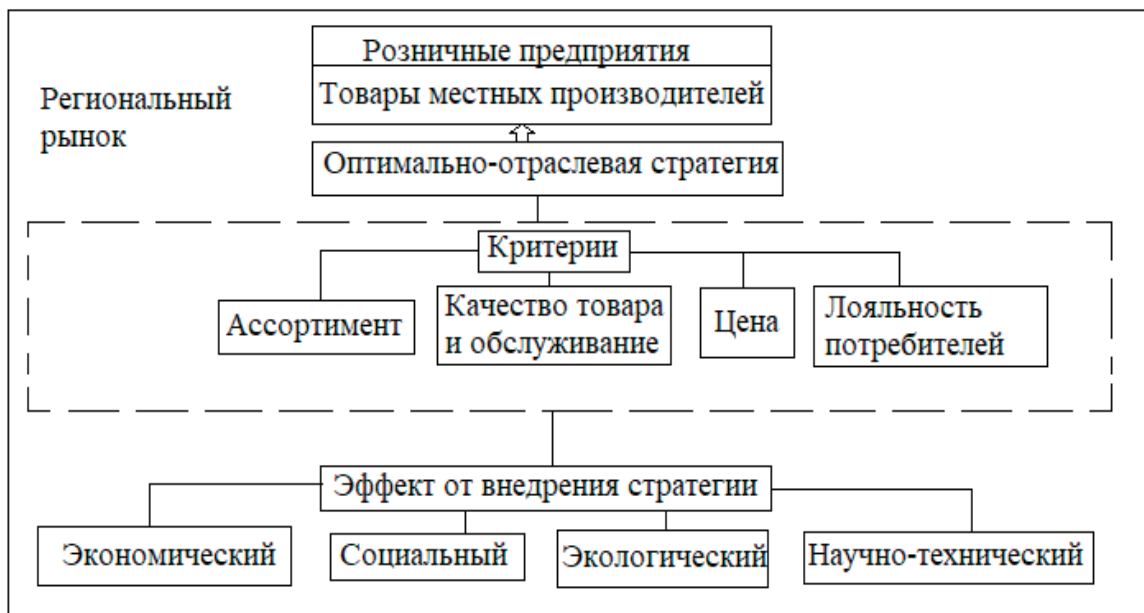 Розничные предприятия
Товары местных производителей
Региональный
рынок
Оптимально-отраслевая стратегия
Критерии
Ассортимент
Качество товара
и обслуживание
Цена
Лояльность
потребителей
Эффект от внедрения стратегии
Экономический
Социальный
Экологический
Научно-технический